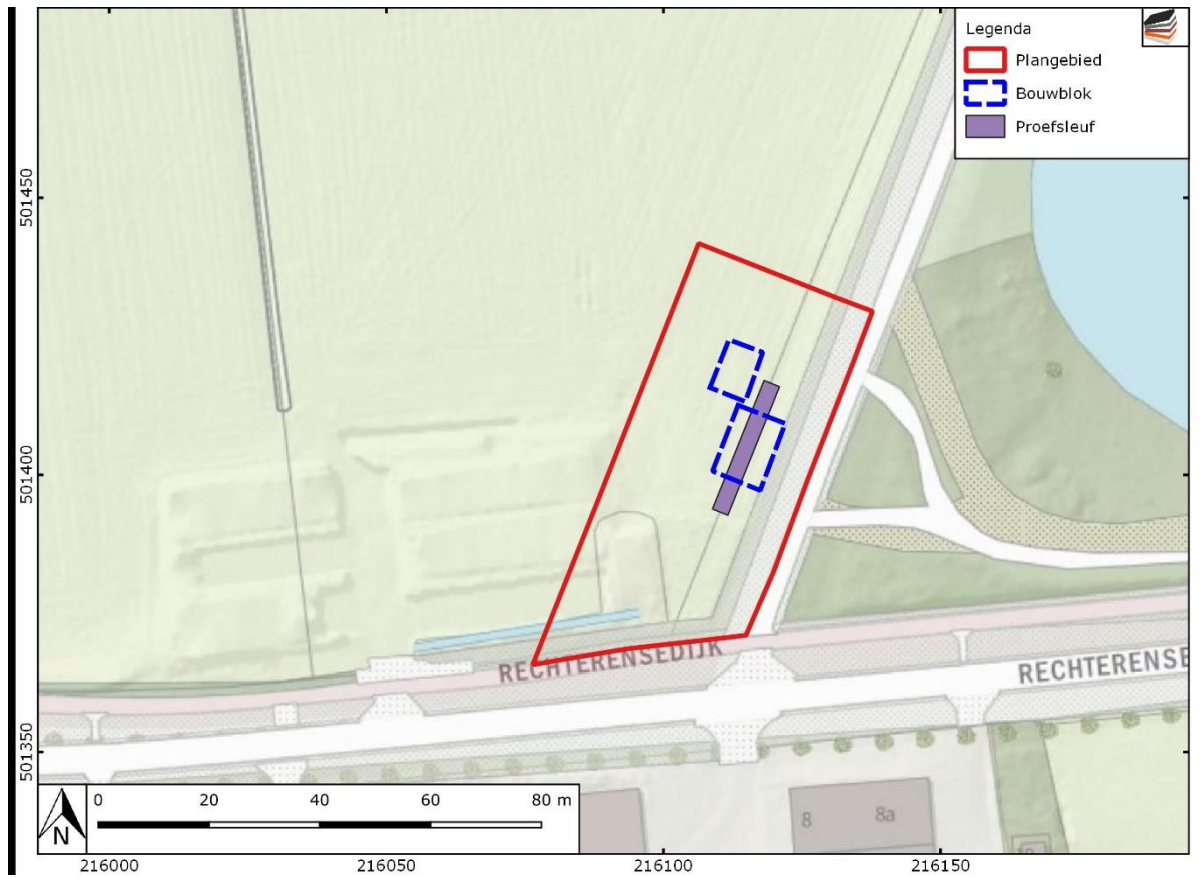 Legenda
Plangebied
Bouwblok
Proefsleuf
501450
501400
501350
RECHTERENSEDIJK
RECHTERENSE
8
8a
0 20 40 60 80 m
N
216000 216050 216100 216150